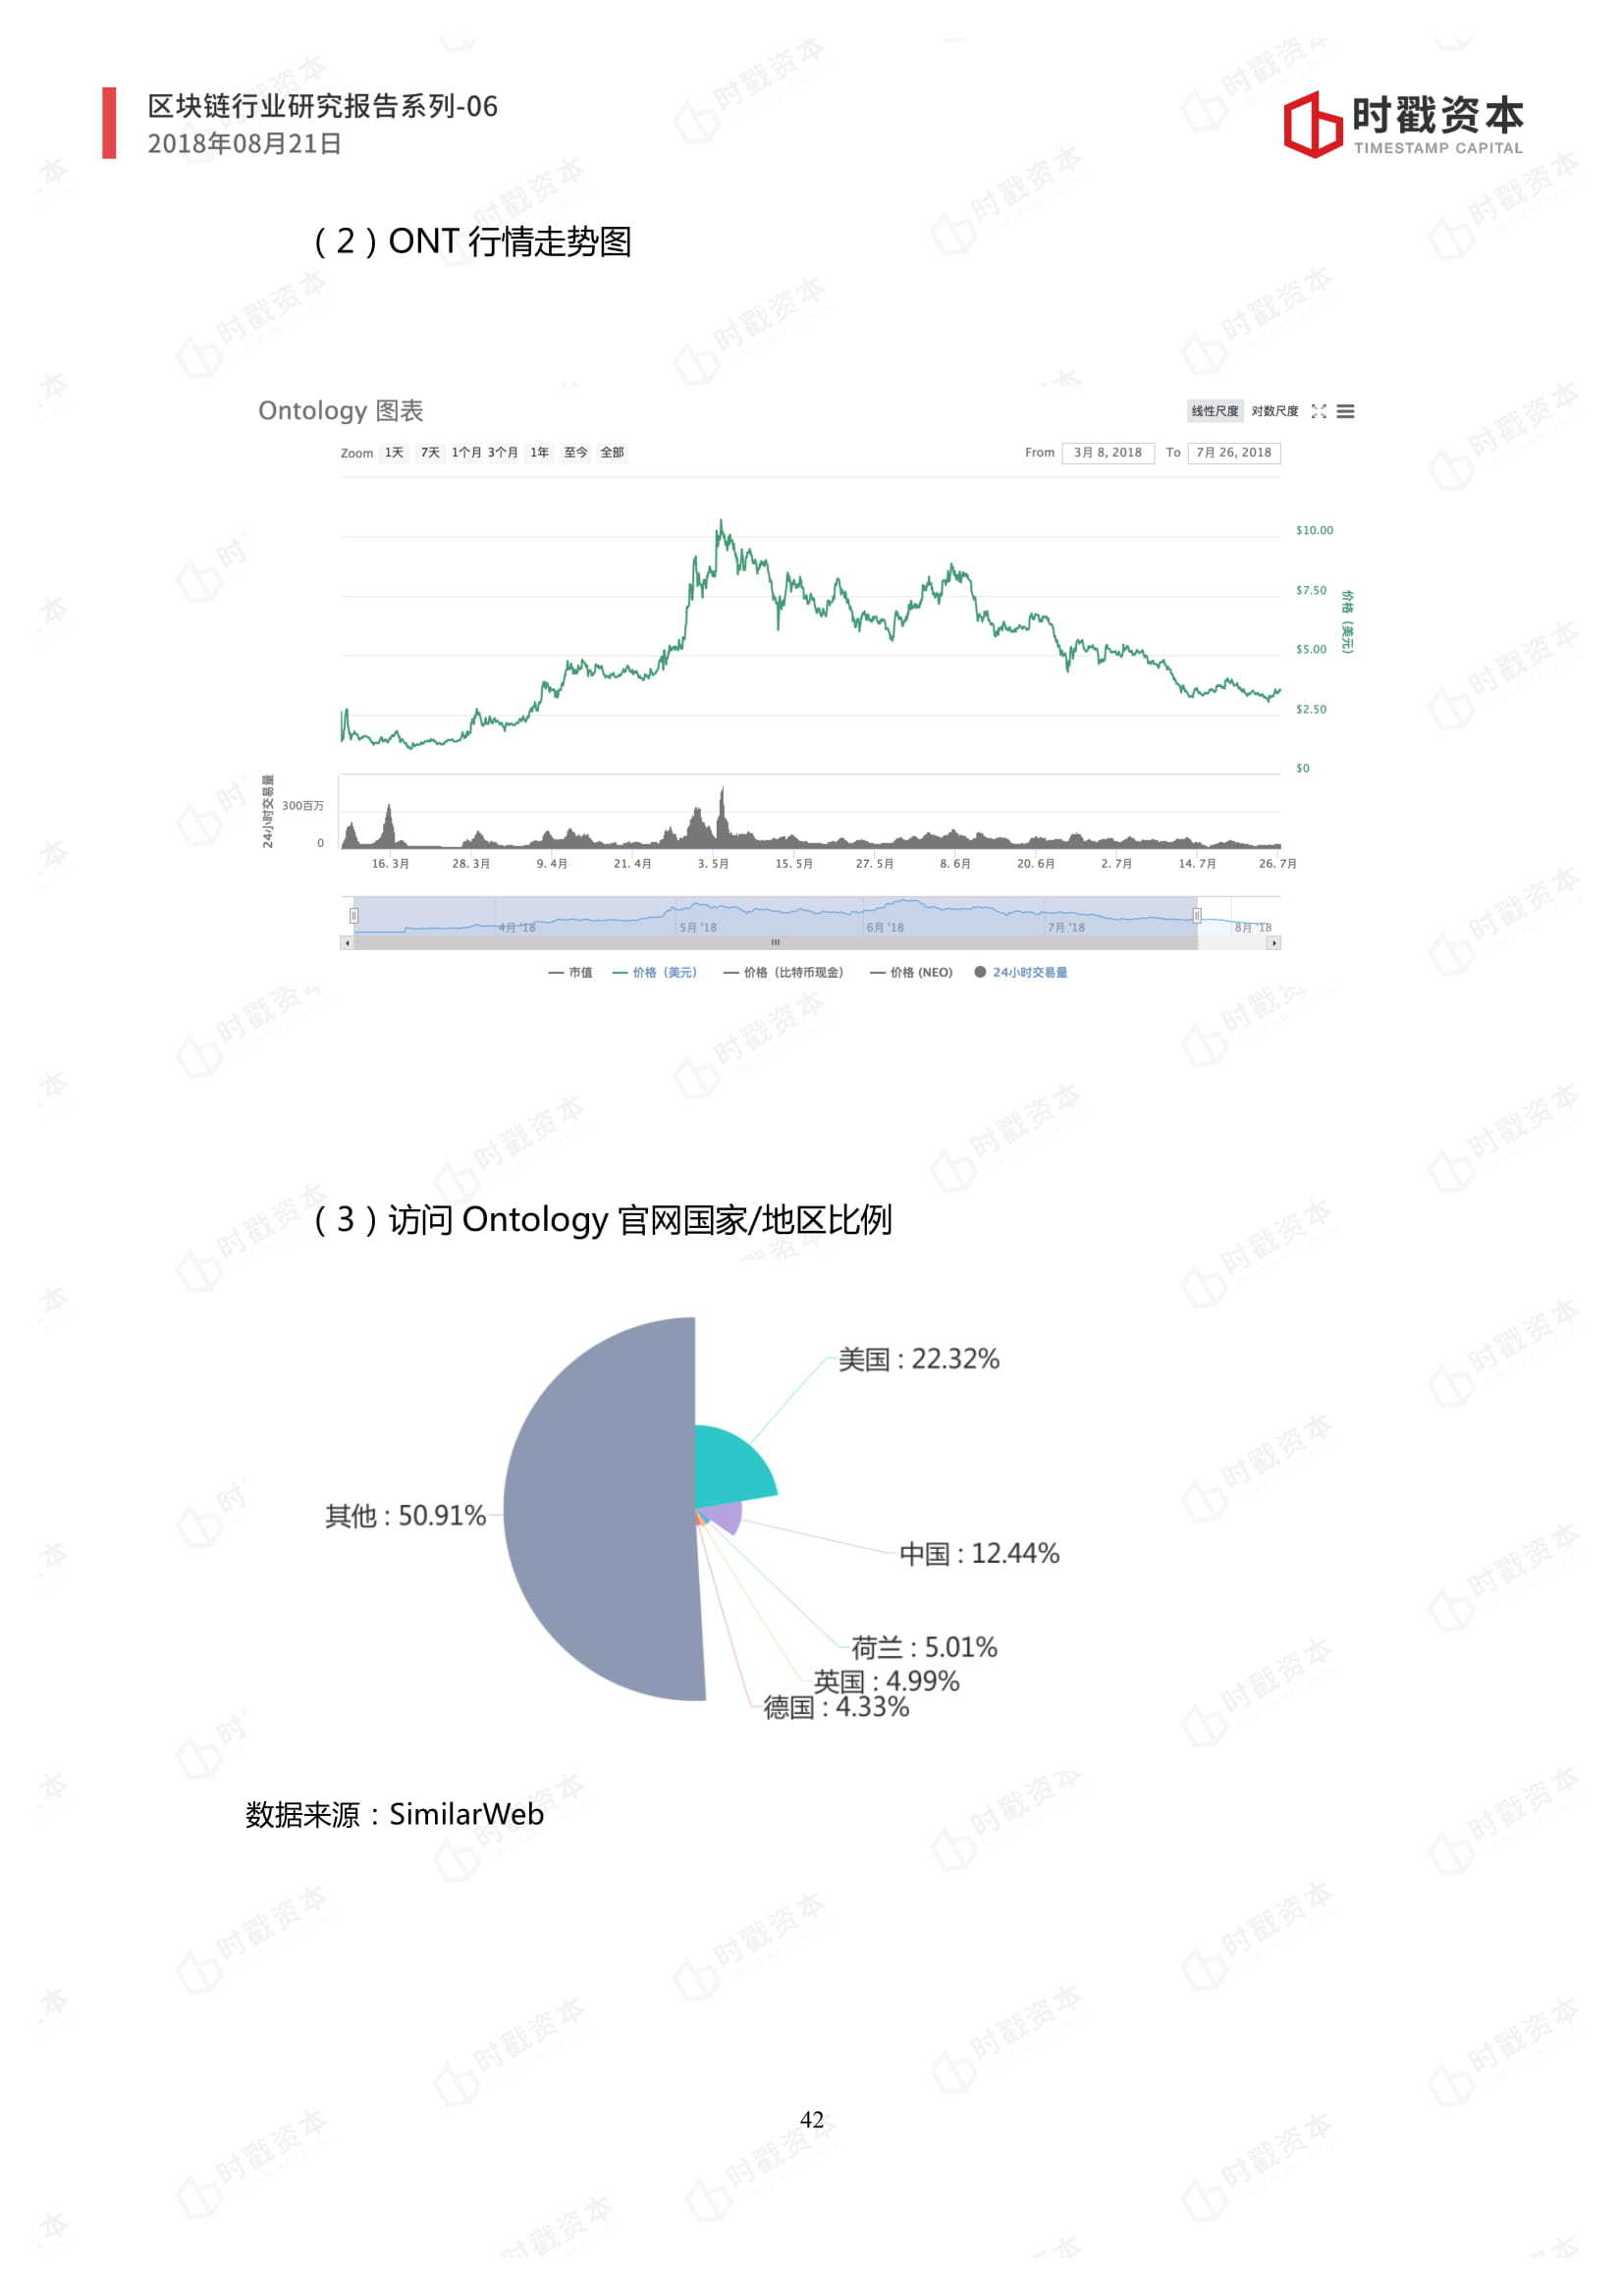 区块链行业研究报告系列-06
2018年08月21日
时戳资本
TIMESTAMP CAPITAL
（2）ONT 行情走势图
Ontology 图表
线性尺度 对数尺度
Zoom 1天 7天 1个月 3个月 1年 至今 全部
From 3月 8, 2018 To 7月 26, 2018
$10.00
$7.50
$5.00
$2.50
$0
价格（美元）
24小时交易量
300百万
0
16. 3月 28. 3月 9. 4月 21. 4月 3. 5月 15. 5月 27. 5月 8. 6月 20. 6月 2. 7月 14. 7月 26. 7月
4月 '18 5月 '18 6月 '18 7月 '18 8月 '18
市值 价格（美元） 价格（比特币现金） 价格 (NEO) 24小时交易量
（3）访问 Ontology 官网国家/地区比例
美国 : 22.32%
其他 : 50.91%
中国 : 12.44%
荷兰 : 5.01%
英国 : 4.99%
德国 : 4.33%
数据来源：SimilarWeb
42